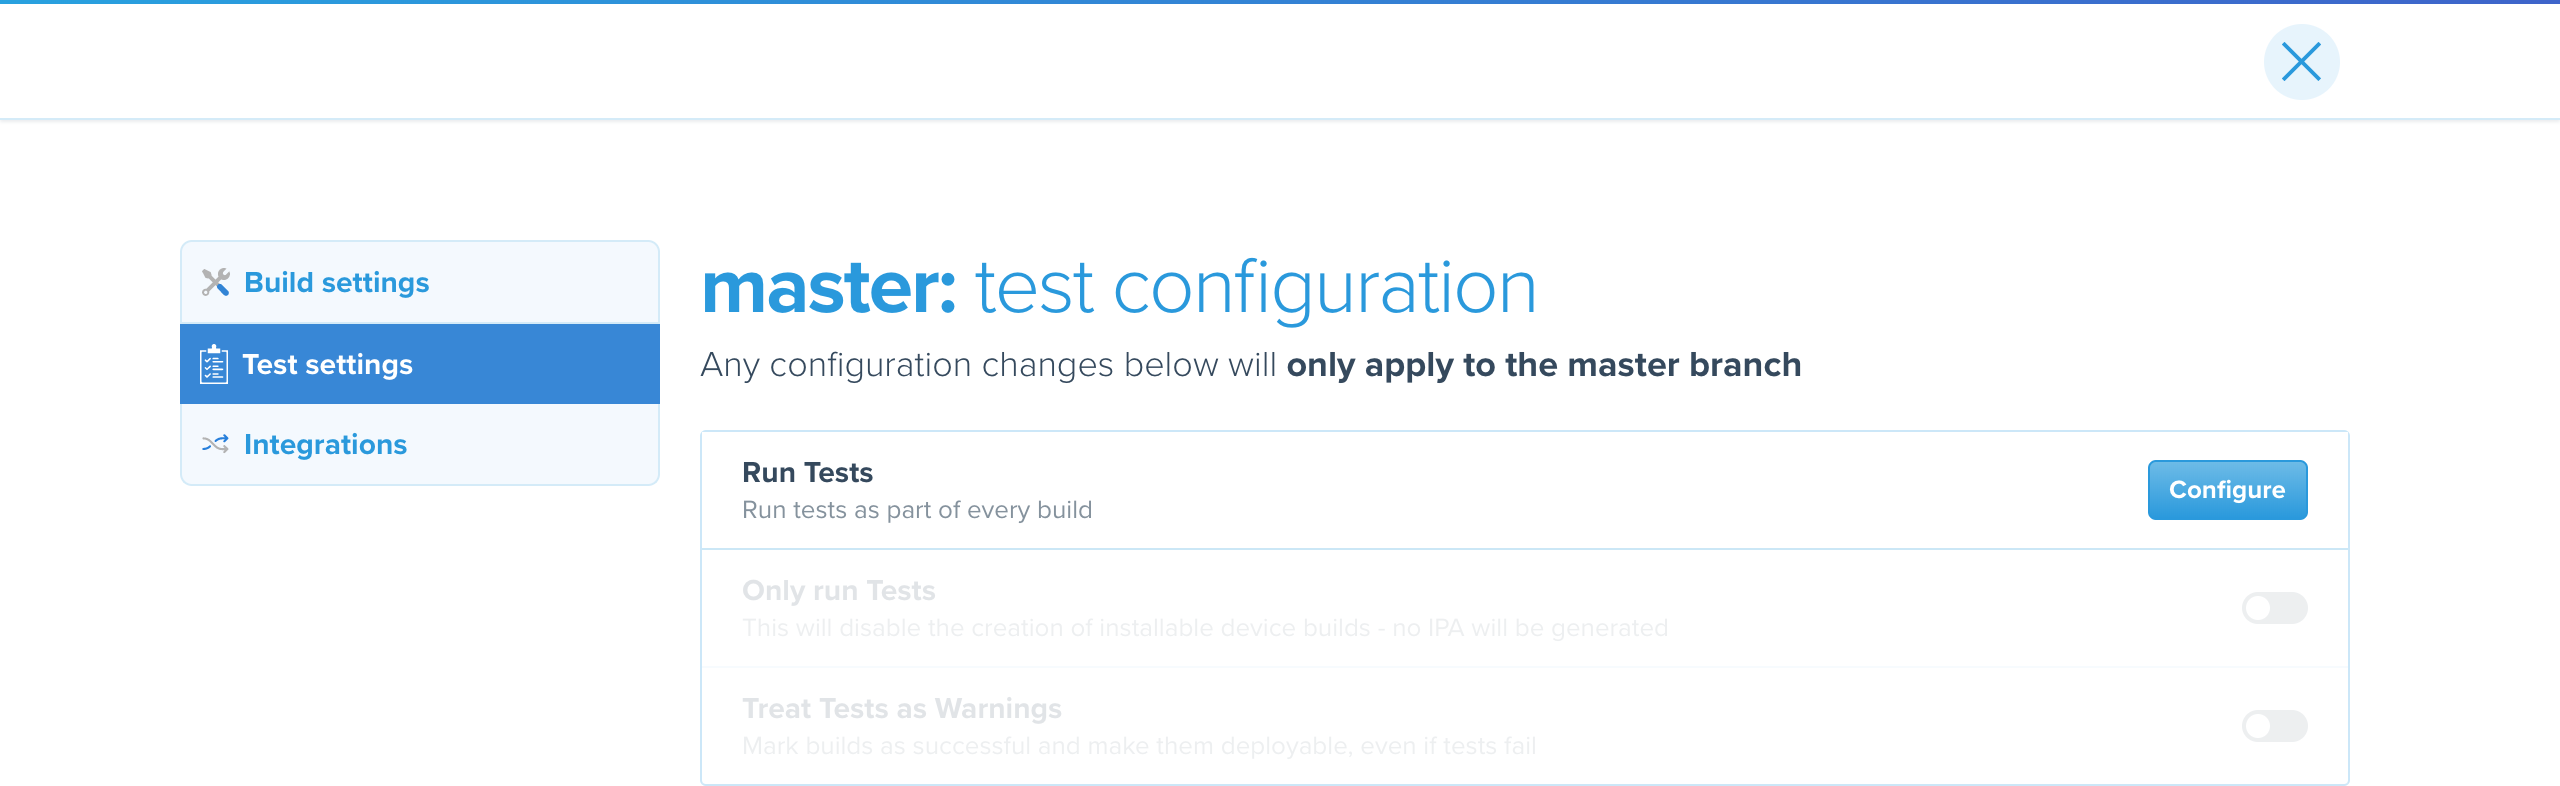 Build settings
Test settings
Integrations
master: test configuration
Any configuration changes below will only apply to the master branch
Run Tests
Run tests as part of every build
Configure
Only run Tests
This will disable the creation of installable device builds - no IPA will be generated
Treat Tests as Warnings
Mark builds as successful and make them deployable, even if tests fail